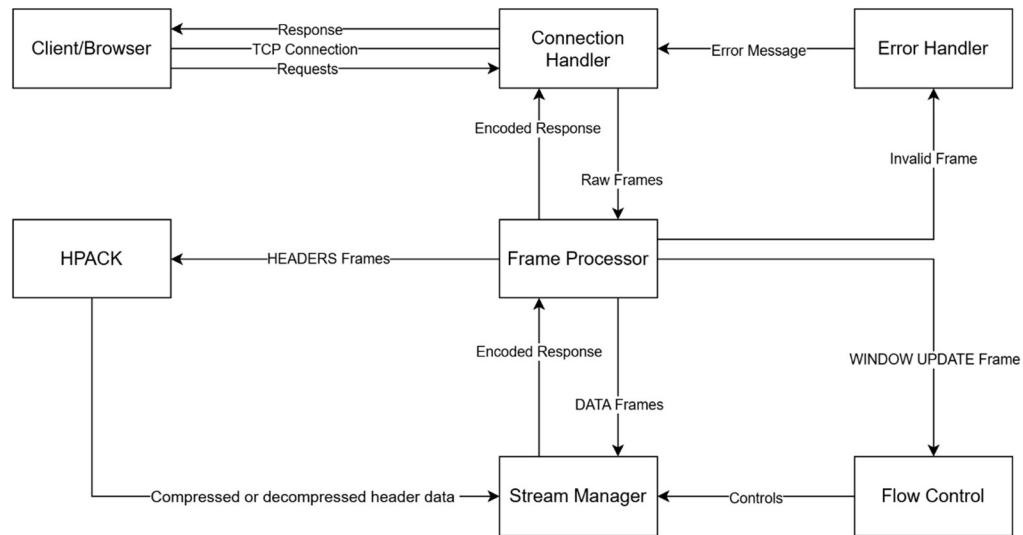 Response
Client/Browser
TCP Connection
Requests
Connection
Handler
Error Message
Error Handler
Encoded Response
Raw Frames
Invalid Frame
HPACK
HEADERS Frames
Frame Processor
Encoded Response
DATA Frames
WINDOW UPDATE Frame
Compressed or decompressed header data
Stream Manager
Controls
Flow Control